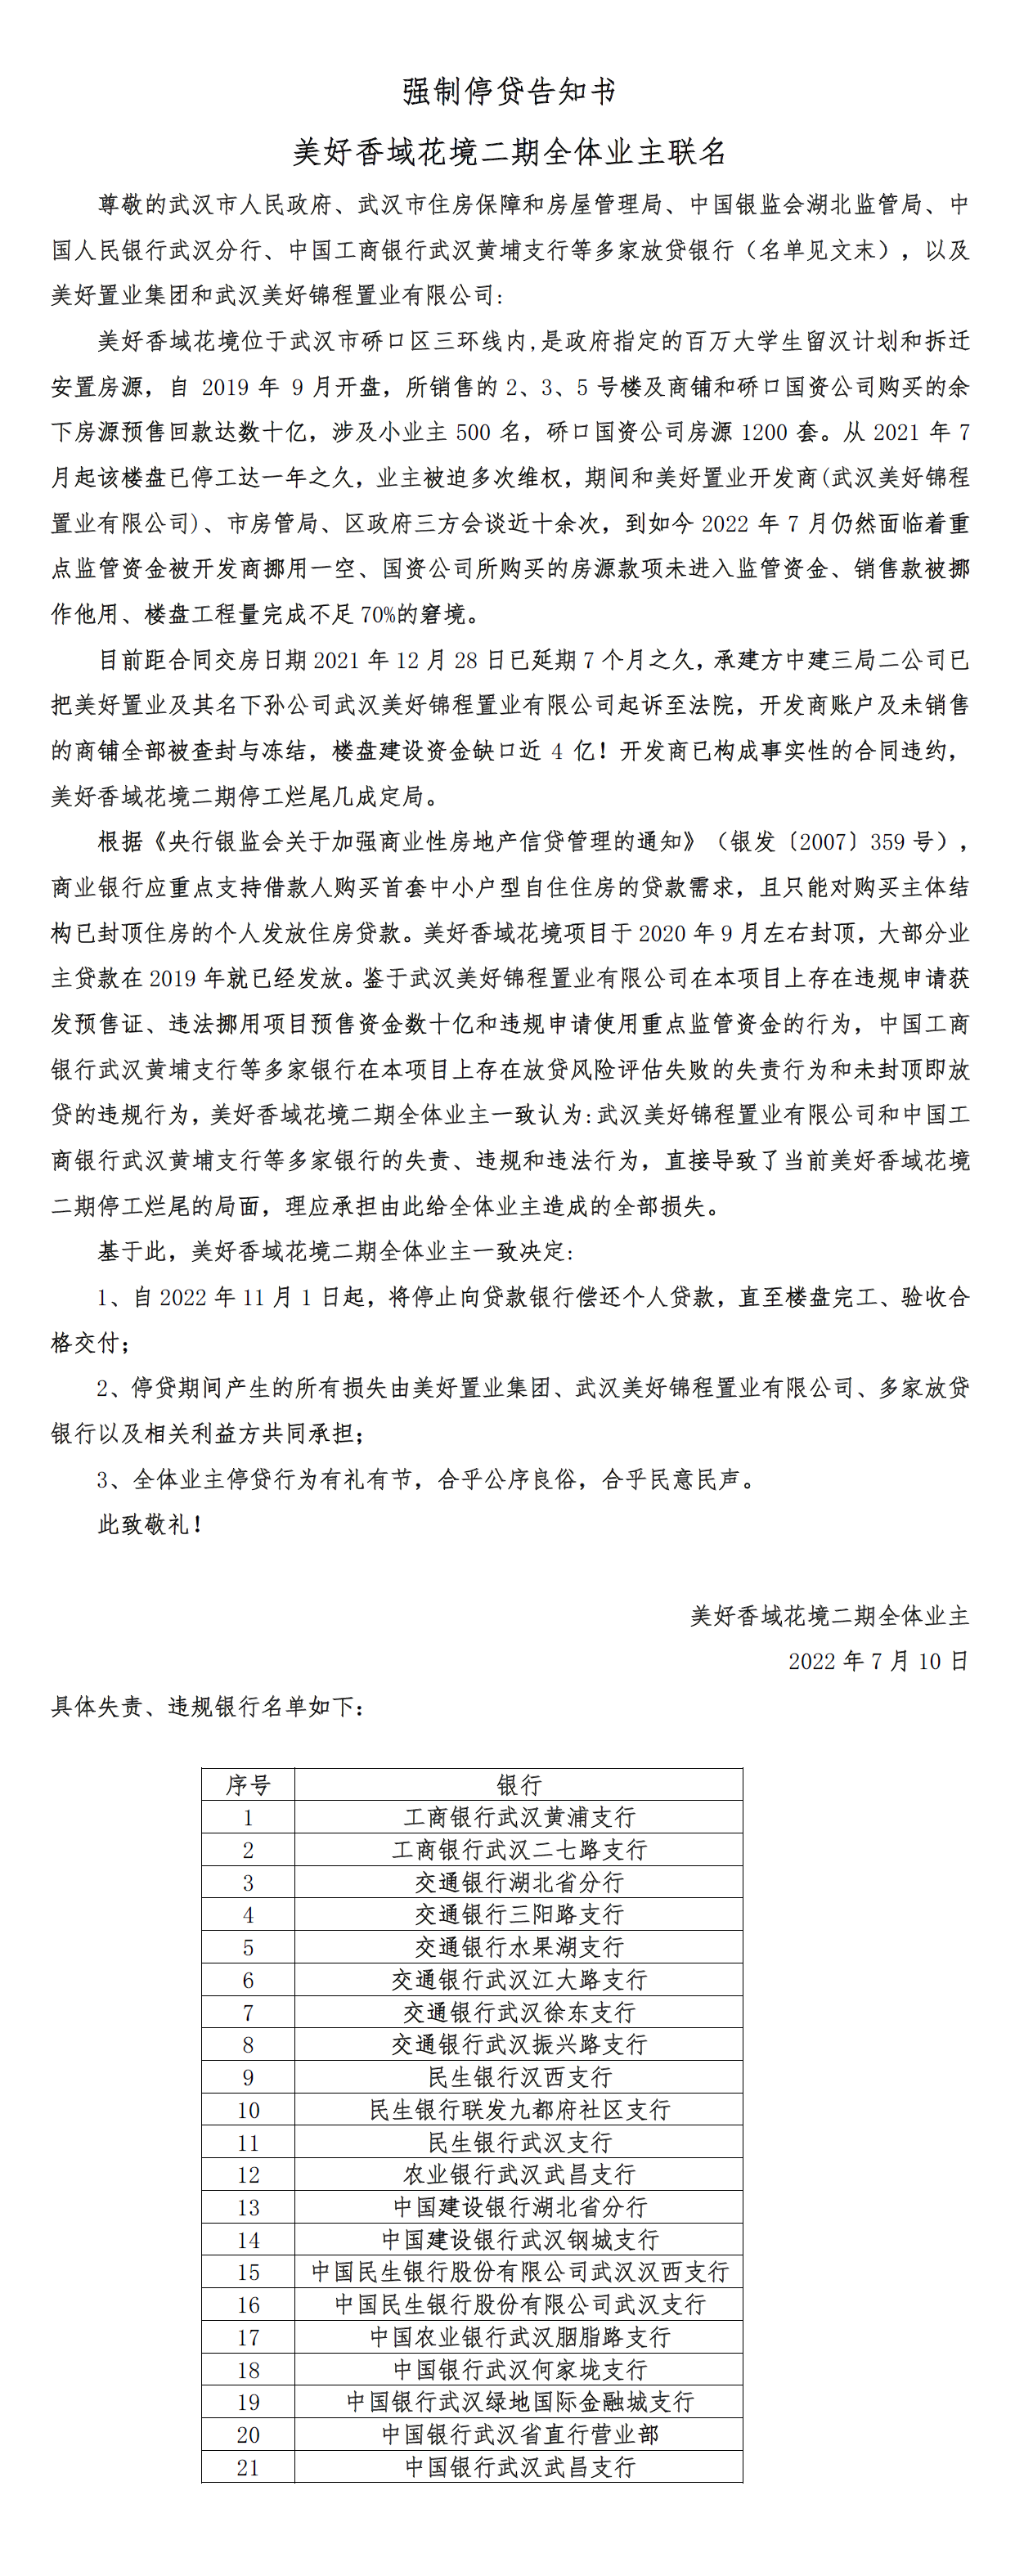 强制停贷告知书
美好香域花境二期全体业主联名
尊敬的武汉市人民政府、武汉市住房保障和房屋管理局、中国银监会湖北监管局、中
国人民银行武汉分行、中国工商银行武汉黄埔支行等多家放贷银行（名单见文末），以及
美好置业集团和武汉美好锦程置业有限公司:
美好香域花境位于武汉市硚口区三环线内,是政府指定的百万大学生留汉计划和拆迁
安置房源，自 2019 年 9 月开盘，所销售的 2、3、5 号楼及商铺和硚口国资公司购买的余
下房源预售回款达数十亿，涉及小业主 500 名，硚口国资公司房源 1200 套。从 2021 年 7
月起该楼盘已停工达一年之久，业主被迫多次维权，期间和美好置业开发商(武汉美好锦程
置业有限公司)、市房管局、区政府三方会谈近十余次，到如今 2022 年 7 月仍然面临着重
点监管资金被开发商挪用一空、国资公司所购买的房源款项未进入监管资金、销售款被挪
作他用、楼盘工程量完成不足 70%的窘境。
目前距合同交房日期 2021 年 12 月 28 日已延期 7 个月之久，承建方中建三局二公司已
把美好置业及其名下孙公司武汉美好锦程置业有限公司起诉至法院，开发商账户及未销售
的商铺全部被查封与冻结，楼盘建设资金缺口近 4 亿！开发商已构成事实性的合同违约，
美好香域花境二期停工烂尾几成定局。
根据《央行银监会关于加强商业性房地产信贷管理的通知》（银发〔2007〕359 号），
商业银行应重点支持借款人购买首套中小户型自住住房的贷款需求，且只能对购买主体结
构已封顶住房的个人发放住房贷款。美好香域花境项目于 2020 年 9 月左右封顶，大部分业
主贷款在 2019 年就已经发放。鉴于武汉美好锦程置业有限公司在本项目上存在违规申请获
发预售证、违法挪用项目预售资金数十亿和违规申请使用重点监管资金的行为，中国工商
银行武汉黄埔支行等多家银行在本项目上存在放贷风险评估失败的失责行为和未封顶即放
贷的违规行为，美好香域花境二期全体业主一致认为:武汉美好锦程置业有限公司和中国工
商银行武汉黄埔支行等多家银行的失责、违规和违法行为，直接导致了当前美好香域花境
二期停工烂尾的局面，理应承担由此给全体业主造成的全部损失。
基于此，美好香域花境二期全体业主一致决定:
1、自 2022 年 11 月 1 日起，将停止向贷款银行偿还个人贷款，直至楼盘完工、验收合
格交付；
2、停贷期间产生的所有损失由美好置业集团、武汉美好锦程置业有限公司、多家放贷
银行以及相关利益方共同承担；
3、全体业主停贷行为有礼有节，合乎公序良俗，合乎民意民声。
此致敬礼！
美好香域花境二期全体业主
2022 年 7 月 10 日
具体失责、违规银行名单如下：
序号 银行
1 工商银行武汉黄浦支行
2 工商银行武汉二七路支行
3 交通银行湖北省分行
4 交通银行三阳路支行
5 交通银行水果湖支行
6 交通银行武汉江大路支行
7 交通银行武汉徐东支行
8 交通银行武汉振兴路支行
9 民生银行汉西支行
10 民生银行联发九都府社区支行
11 民生银行武汉支行
12 农业银行武汉武昌支行
13 中国建设银行湖北省分行
14 中国建设银行武汉钢城支行
15 中国民生银行股份有限公司武汉汉西支行
16 中国民生银行股份有限公司武汉支行
17 中国农业银行武汉胭脂路支行
18 中国银行武汉何家垅支行
19 中国银行武汉绿地国际金融城支行
20 中国银行武汉省直行营业部
21 中国银行武汉武昌支行